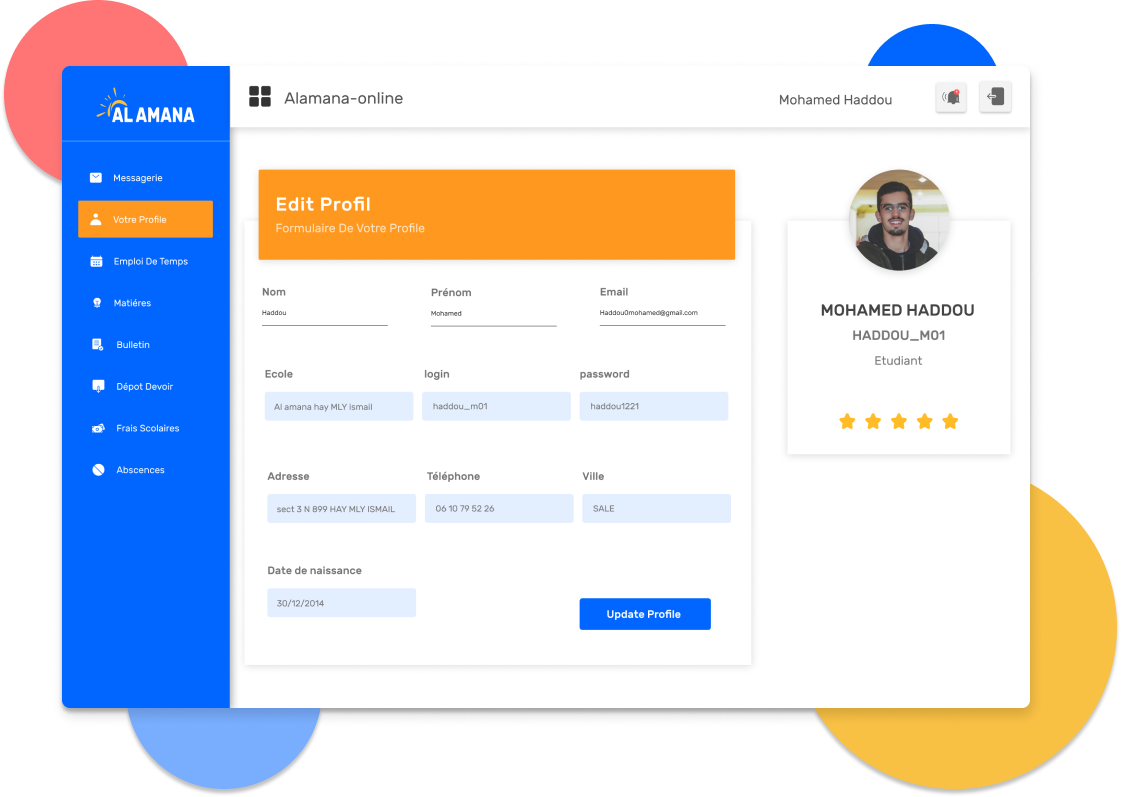 AL AMANA
Alamana-online
Mohamed Haddou
Messagerie
Votre Profile
Emploi De Temps
Matiéres
Bulletin
Dépot Devoir
Frais Scolaires
Abscences
Edit Profil
Formulaire De Votre Profile
Nom
Prénom
Email
Haddou
Mohamed
Haddou0mohamed@gmail.com
Ecole
login
password
Al amana hay MLY ismail
haddou_m01
haddou1221
Adresse
Téléphone
Ville
sect 3 N 899 HAY MLY ISMAIL
06 10 79 52 26
SALE
Date de naissance
30/12/2014
Update Profile
MOHAMED HADDOU
HADDOU_M01
Etudiant